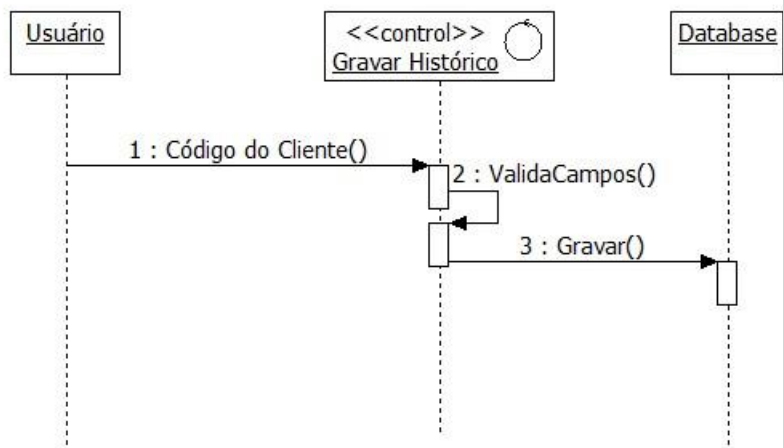 Usuário
<<control>>
Gravar Histórico
Database
1 : Código do Cliente()
2 : ValidaCampos()
3 : Gravar()